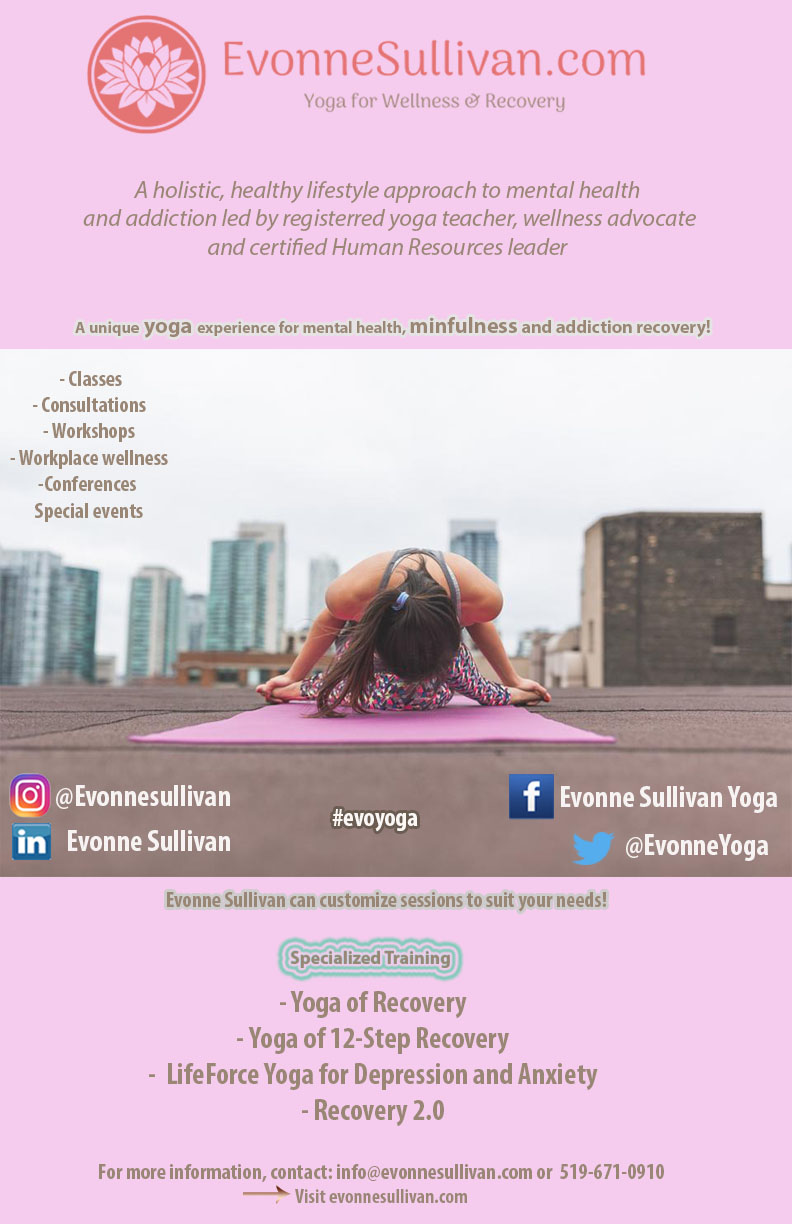 EvonneSullivan.com
Yoga for Wellness & Recovery
A holistic, healthy lifestyle approach to mental health
and addiction led by registerred yoga teacher, wellness advocate
and certified Human Resources leader
A unique yoga experience for mental health, minfulness and addiction recovery!
- Classes
- Consultations
- Workshops
- Workplace wellness
-Conferences
Special events
@Evonnesullivan
in Evonne Sullivan
#evoyoga
f Evonne Sullivan Yoga
@EvonneYoga
Evonne Sullivan can customize sessions to suit your needs!
Specialized Training
- Yoga of Recovery
- Yoga of 12-Step Recovery
- LifeForce Yoga for Depression and Anxiety
- Recovery 2.0
For more information, contact: info@evonnesullivan.com or 519-671-0910
Visit evonnesullivan.com